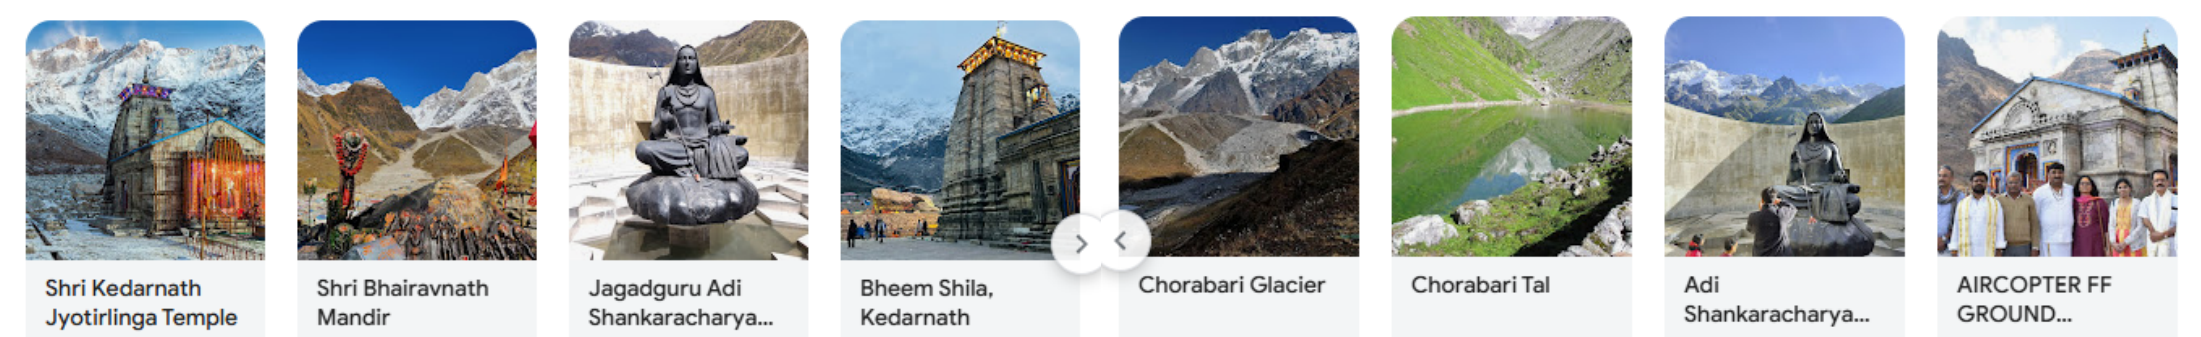 Shri Kedarnath
Jyotirlinga Temple
Shri Bhairavnath
Mandir
Jagadguru Adi
Shankaracharya...
Bheem Shila,
Kedarnath
Chorabari Glacier
Chorabari Tal
Adi
Shankaracharya...
AIRCOPTER FF
GROUND...